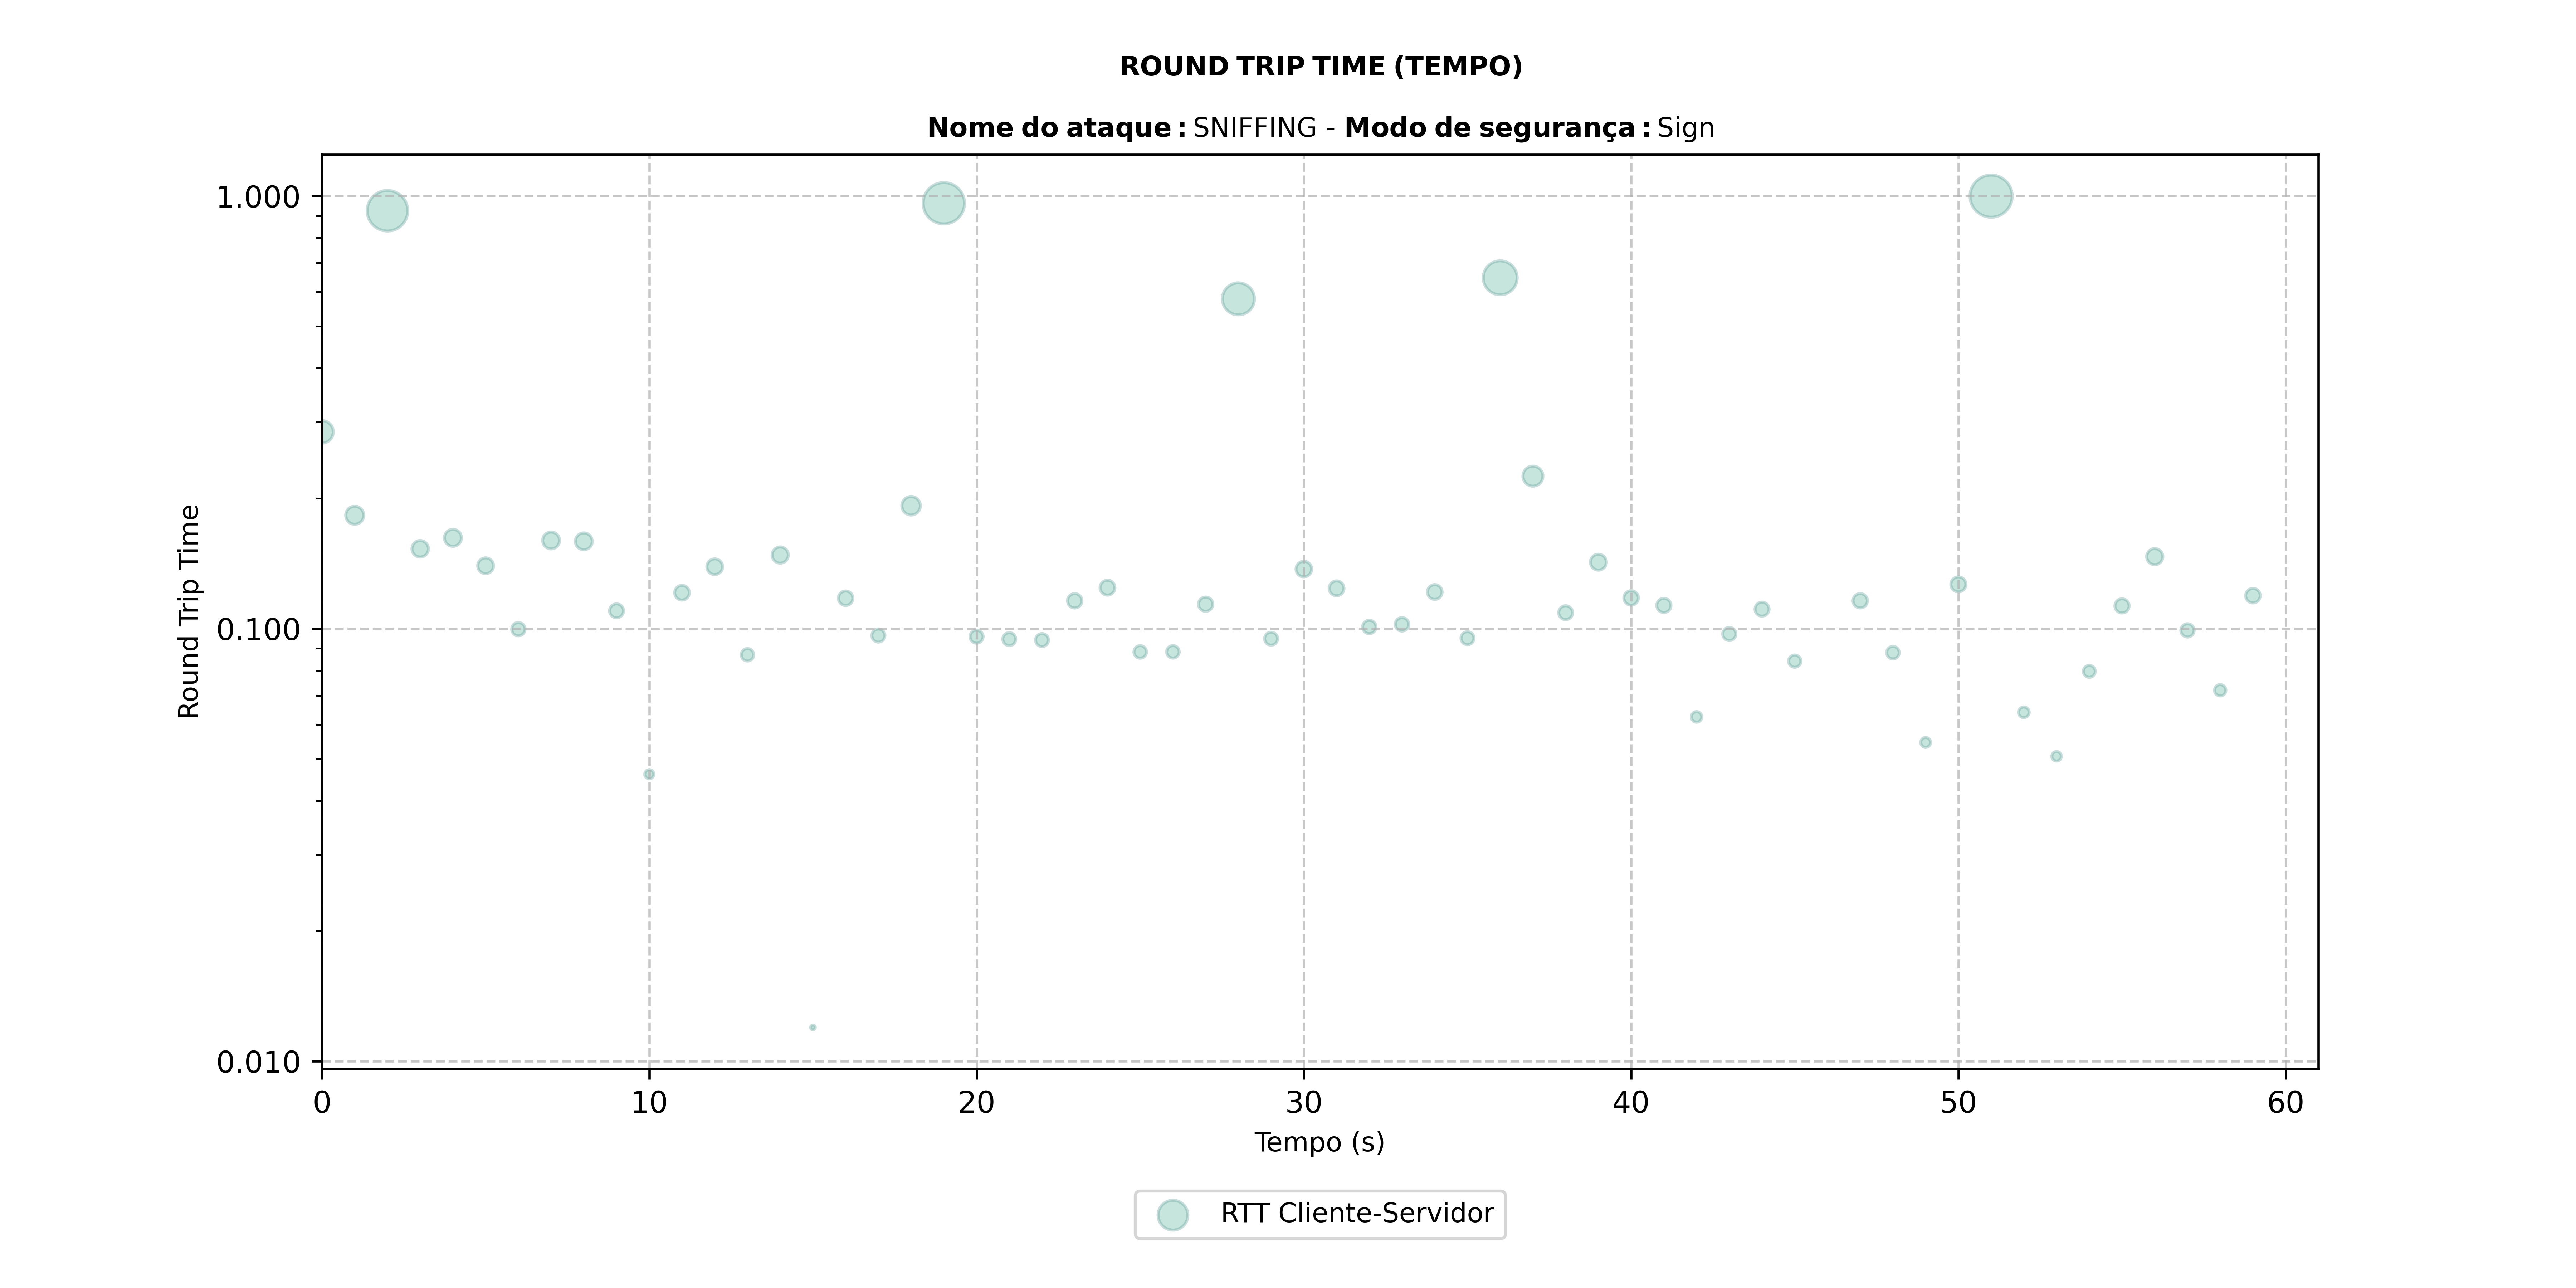 ROUND TRIP TIME (TEMPO)
Nome do ataque: SNIFFING - Modo de segurança: Sign
1.000
0.100
0.010
Round Trip Time
0 10 20 30 40 50 60
Tempo (s)
RTT Cliente-Servidor